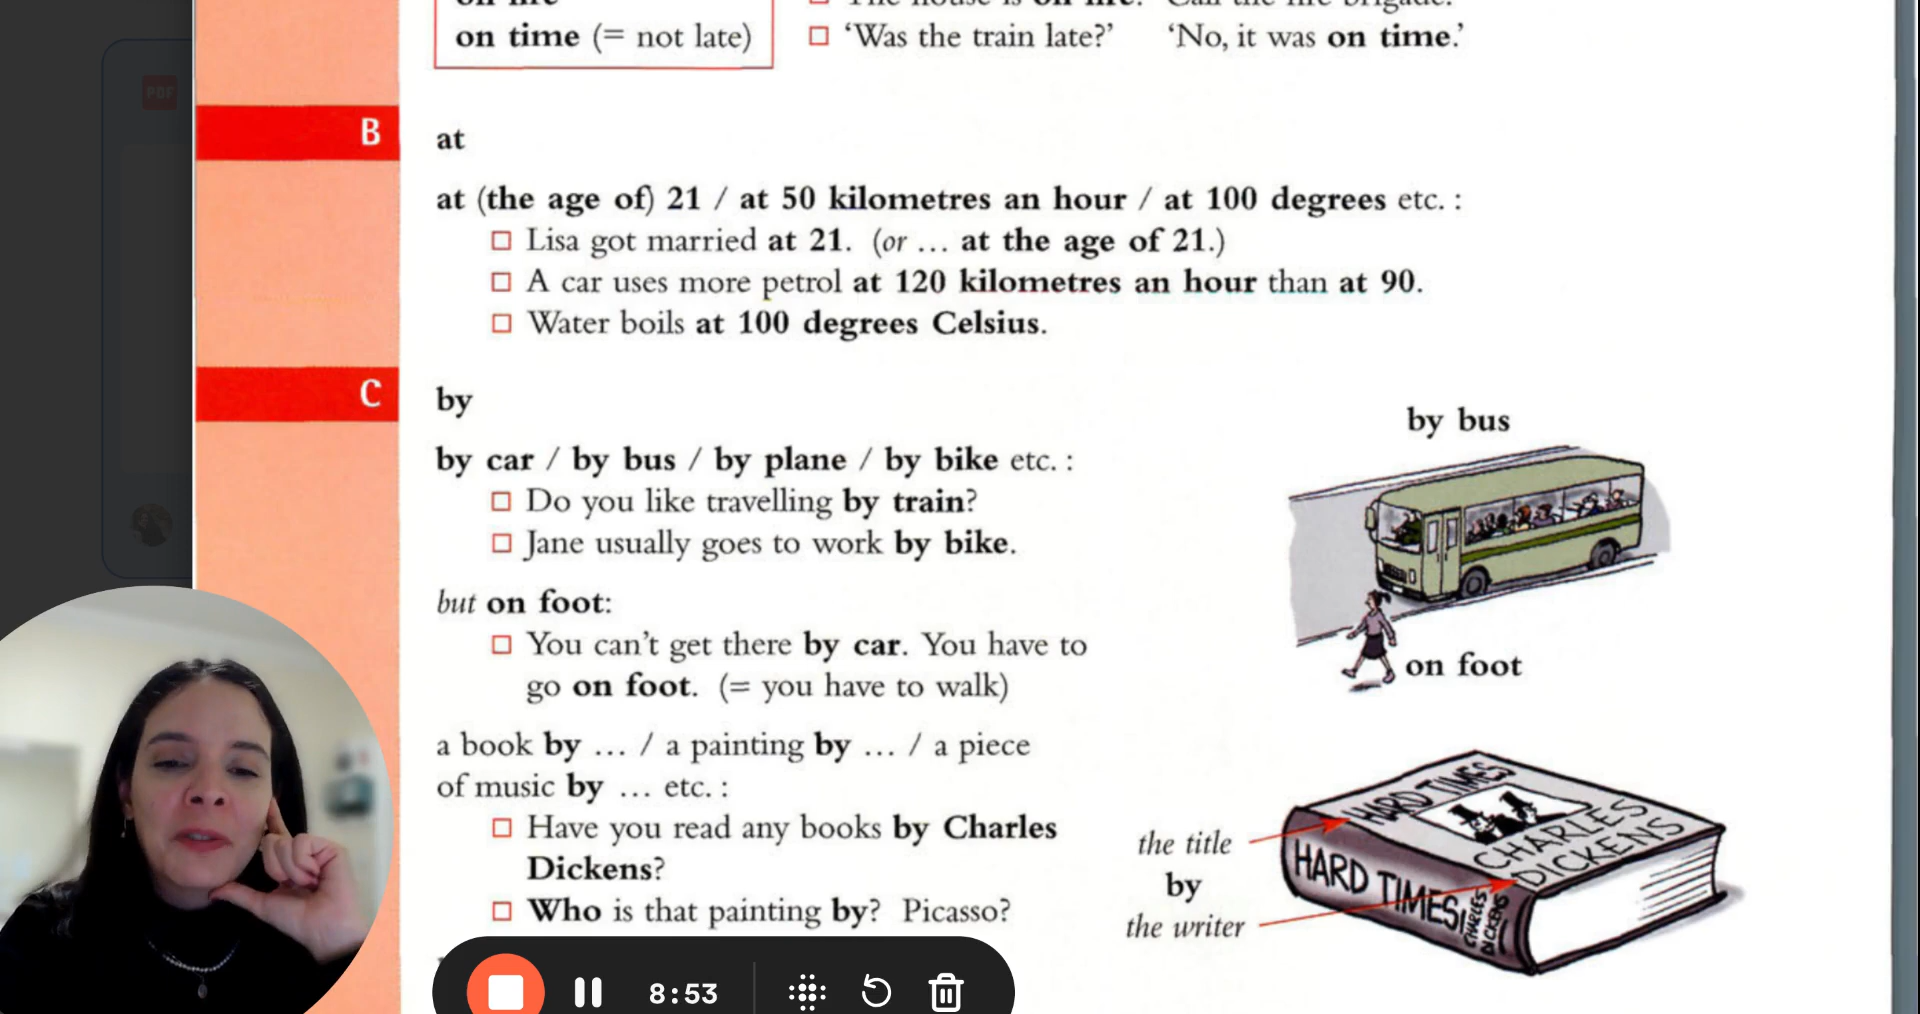 on time (= not late)
☐ ‘Was the train late?’ ‘No, it was on time.’
PDF
B
at
at (the age of) 21 / at 50 kilometres an hour / at 100 degrees etc. :
☐ Lisa got married at 21. (or ... at the age of 21.)
☐ A car uses more petrol at 120 kilometres an hour than at 90.
☐ Water boils at 100 degrees Celsius.
C
by
by car / by bus / by plane / by bike etc. :
☐ Do you like travelling by train?
☐ Jane usually goes to work by bike.
but on foot:
☐ You can’t get there by car. You have to
go on foot. (= you have to walk)
a book by ... / a painting by ... / a piece
of music by ... etc. :
☐ Have you read any books by Charles
Dickens?
☐ Who is that painting by? Picasso?
by bus
on foot
the title
by
the writer
HARD TIMES
CHARLES
DICKENS
HARD TIMES
CHARLES
DICKENS
8:53